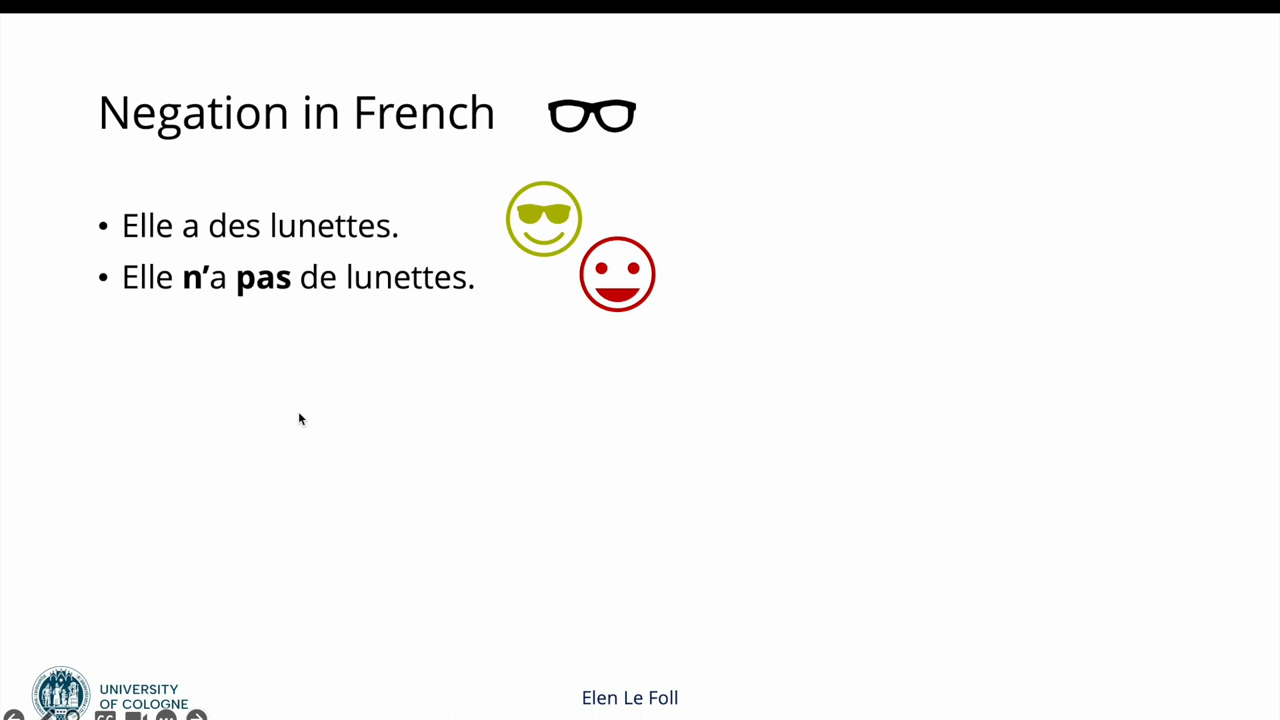 Negation in French
• Elle a des lunettes.
• Elle n’a pas de lunettes.
UNIVERSITY
OF COLOGNE
Elen Le Foll